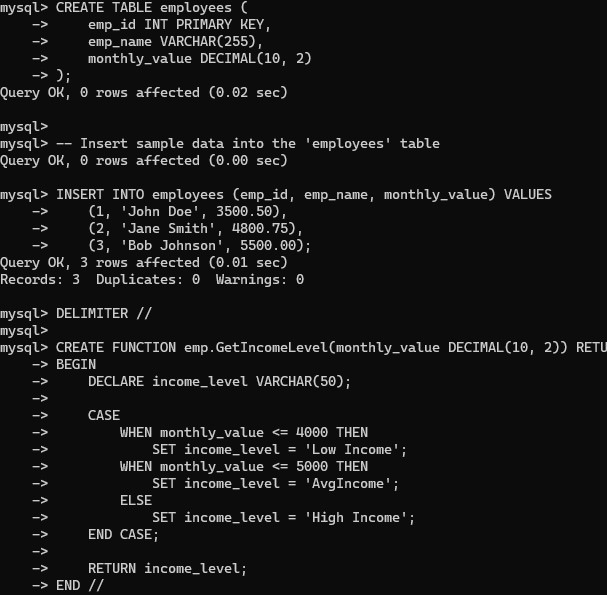 mysql> CREATE TABLE employees (
    ->     emp_id INT PRIMARY KEY,
    ->     emp_name VARCHAR(255),
    ->     monthly_value DECIMAL(10, 2)
    -> );
Query OK, 0 rows affected (0.02 sec)

mysql>
mysql> -- Insert sample data into the 'employees' table
Query OK, 0 rows affected (0.00 sec)

mysql> INSERT INTO employees (emp_id, emp_name, monthly_value) VALUES
    ->     (1, 'John Doe', 3500.50),
    ->     (2, 'Jane Smith', 4800.75),
    ->     (3, 'Bob Johnson', 5500.00);
Query OK, 3 rows affected (0.01 sec)
Records: 3  Duplicates: 0  Warnings: 0

mysql> DELIMITER //
mysql>
mysql> CREATE FUNCTION emp.GetIncomeLevel(monthly_value DECIMAL(10, 2)) RETU
    -> BEGIN
    ->     DECLARE income_level VARCHAR(50);
    ->
    ->     CASE
    ->         WHEN monthly_value <= 4000 THEN
    ->             SET income_level = 'Low Income';
    ->         WHEN monthly_value <= 5000 THEN
    ->             SET income_level = 'AvgIncome';
    ->         ELSE
    ->             SET income_level = 'High Income';
    ->     END CASE;
    ->
    ->     RETURN income_level;
    -> END //